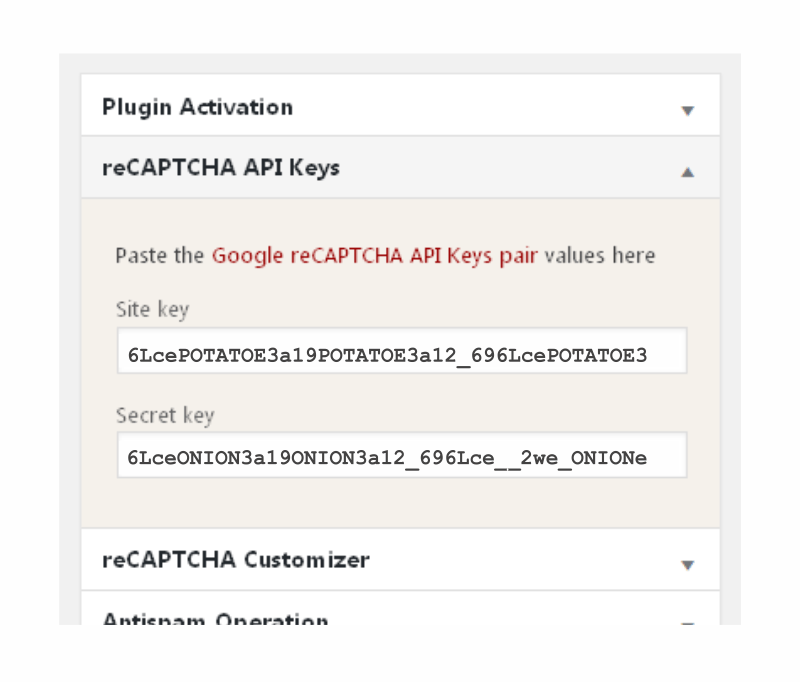 Plugin Activation
reCAPTCHA API Keys
Paste the Google reCAPTCHA API Keys pair values here
Site key
6LcePOTATOE3a19POTATOE3a12_696LcePOTATOE3
Secret key
6LceONION3a19ONION3a12_696Lce__2we_ONIONe
reCAPTCHA Customizer
Antispam Operation